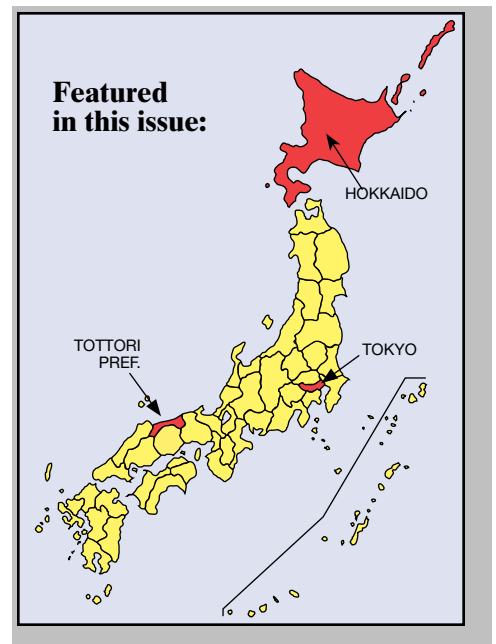 Featured
in this issue:
HOKKAIDO
TOTTORI
PREF.
TOKYO